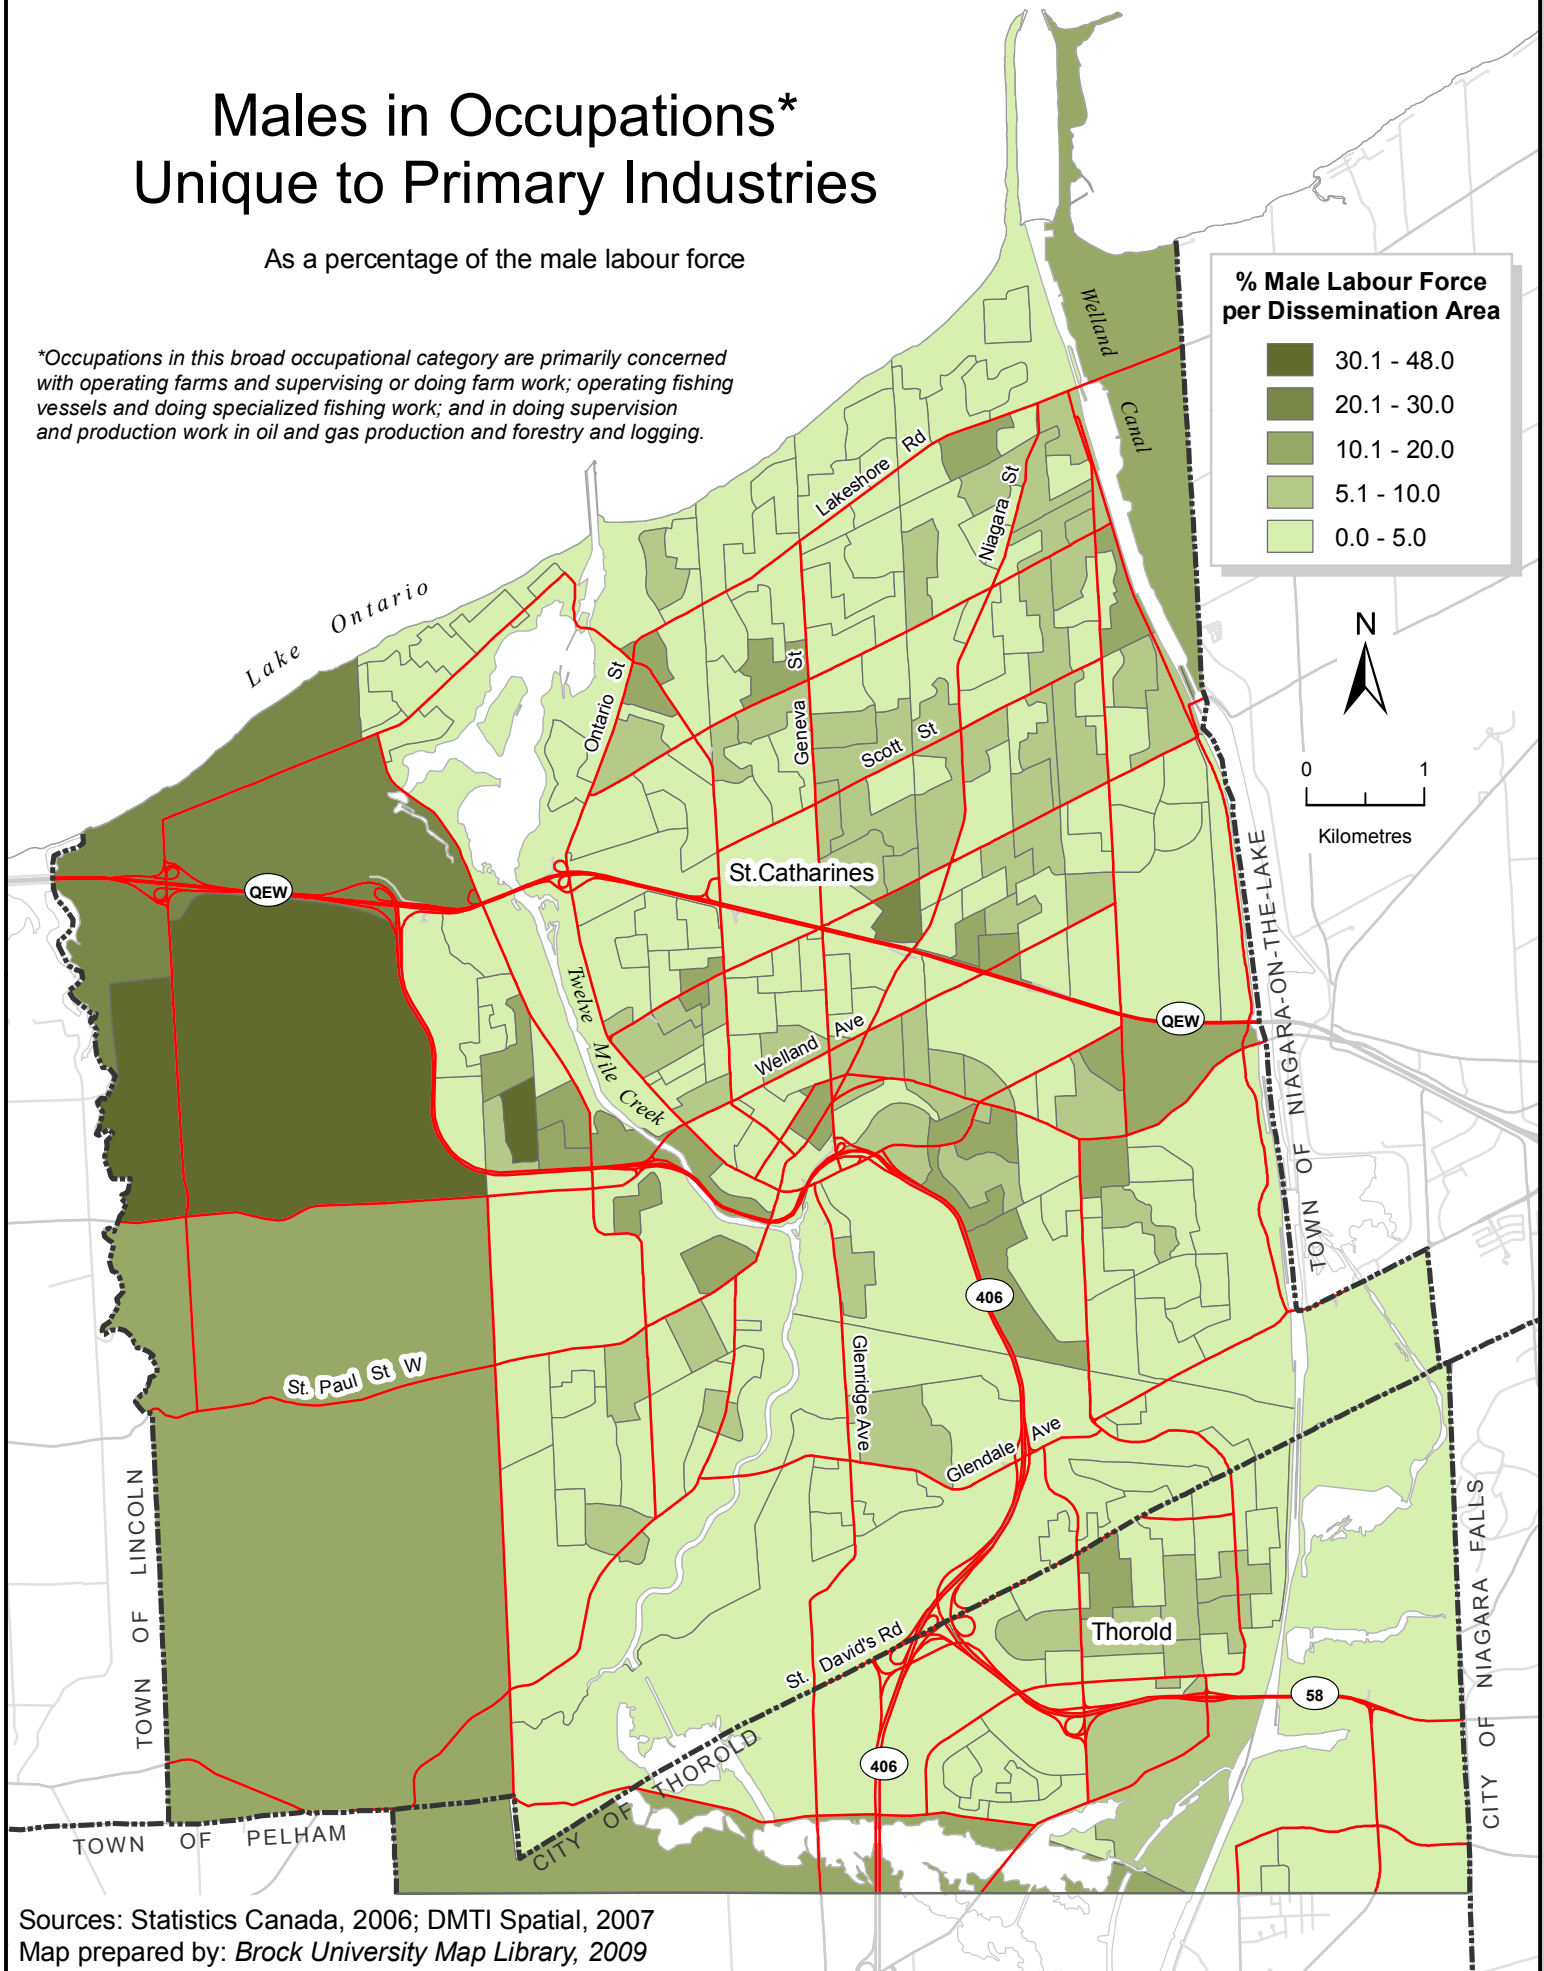 Males in Occupations*
Unique to Primary Industries
As a percentage of the male labour force
*Occupations in this broad occupational category are primarily concerned
with operating farms and supervising or doing farm work; operating fishing
vessels and doing specialized fishing work; and in doing supervision
and production work in oil and gas production and forestry and logging.
% Male Labour Force
per Dissemination Area
30.1 - 48.0
20.1 - 30.0
10.1 - 20.0
5.1 - 10.0
0.0 - 5.0
N
0 1
Kilometres
Welland Canal
Lake Ontario
Lakeshore Rd
Niagara St
Ontario St
Geneva St
Scott St
St.Catharines
QEW
QEW
Twelve Mile Creek
Welland Ave
TOWN OF NIAGARA-ON-THE-LAKE
406
St. Paul St W
Glenridge Ave
Glendale Ave
TOWN OF LINCOLN
Thorold
St. David's Rd
58
406
CITY OF THOROLD
CITY OF NIAGARA FALLS
TOWN OF PELHAM
Sources: Statistics Canada, 2006; DMTI Spatial, 2007
Map prepared by: Brock University Map Library, 2009